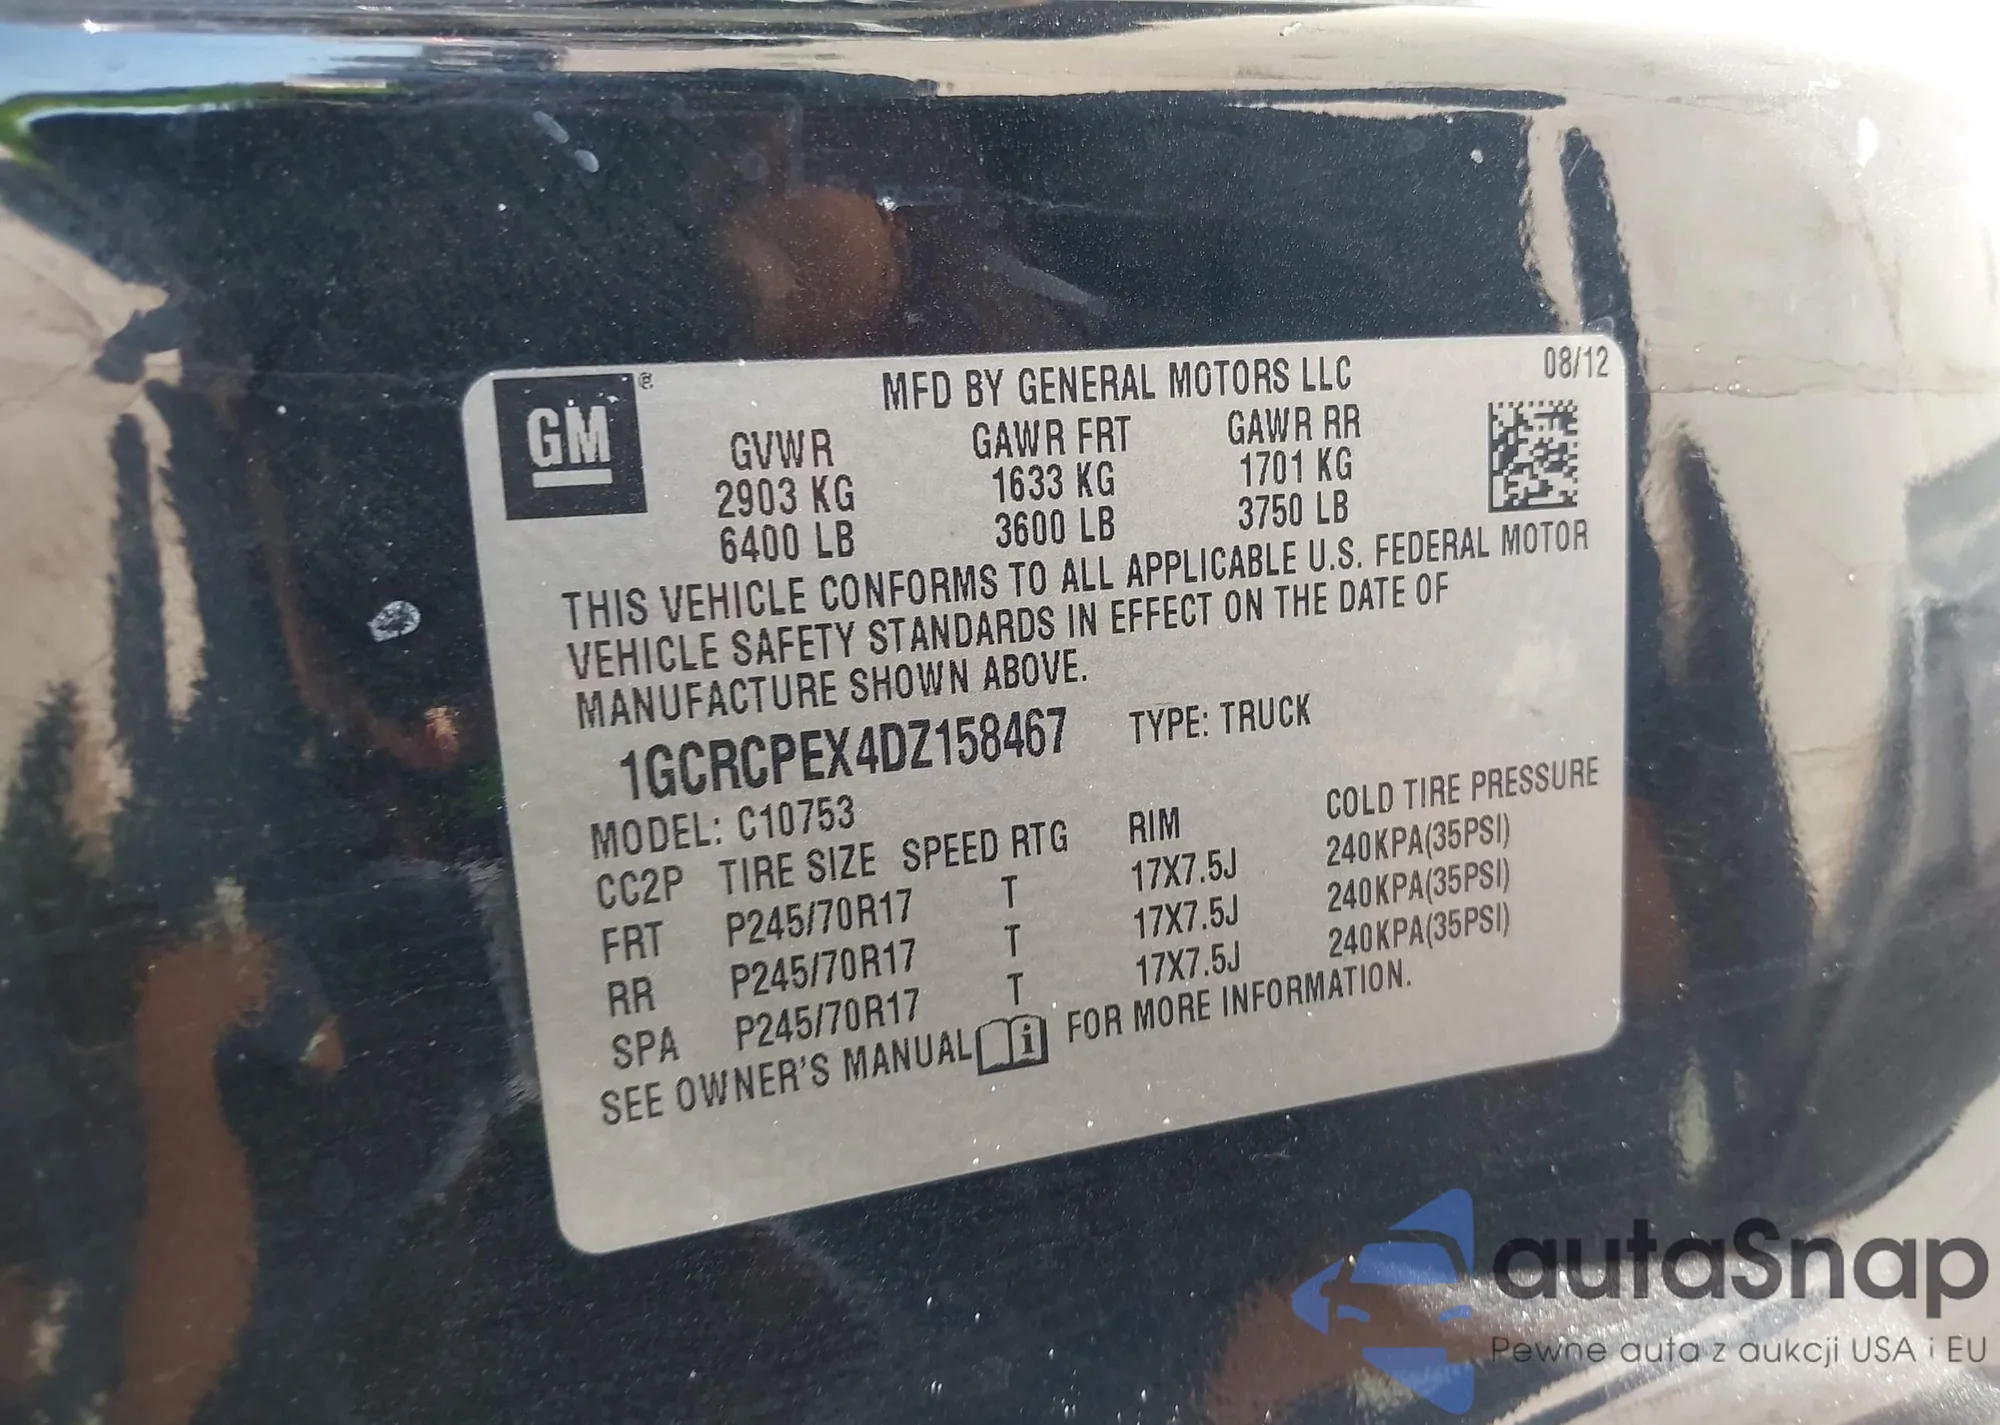 GM®
MFD BY GENERAL MOTORS LLC 08/12
GVWR GAWR FRT GAWR RR
2903 KG 1633 KG 1701 KG
6400 LB 3600 LB 3750 LB
THIS VEHICLE CONFORMS TO ALL APPLICABLE U.S. FEDERAL MOTOR
VEHICLE SAFETY STANDARDS IN EFFECT ON THE DATE OF
MANUFACTURE SHOWN ABOVE.
1GCRCPEX4DZ158467 TYPE: TRUCK
MODEL: C10753
CC2P TIRE SIZE SPEED RTG RIM COLD TIRE PRESSURE
FRT P245/70R17 T 17X7.5J 240KPA(35PSI)
RR P245/70R17 T 17X7.5J 240KPA(35PSI)
SPA P245/70R17 T 17X7.5J 240KPA(35PSI)
SEE OWNER'S MANUAL FOR MORE INFORMATION.
autaSnap
Pewne auta z aukcji USA i EU